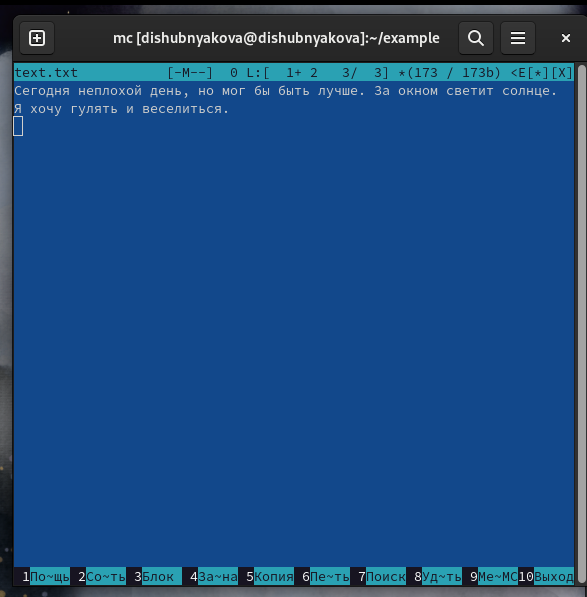 mc [dishubnyakova@dishubnyakova]:~/example
text.txt [-M--] 0 L:[ 1+ 2 3/ 3] *(173 / 173b) <E[*][X]
Сегодня неплохой день, но мог бы быть лучше. За окном светит солнце.
Я хочу гулять и веселиться.
1По~щь 2Со~ть 3Блок 4За~на 5Копия 6Пе~ть 7Поиск 8Уд~ть 9Ме~МС10Выход